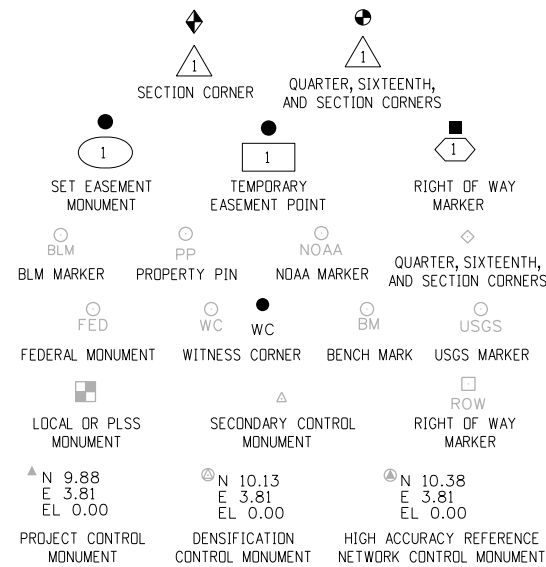 1
1
SECTION CORNER
QUARTER, SIXTEENTH,
AND SECTION CORNERS
1
1
1
SET EASEMENT
MONUMENT
TEMPORARY
EASEMENT POINT
RIGHT OF WAY
MARKER
BLM
PP
NOAA
BLM MARKER
PROPERTY PIN
NOAA MARKER
QUARTER, SIXTEENTH,
AND SECTION CORNERS
FED
WC
WC
BM
USGS
FEDERAL MONUMENT
WITNESS CORNER
BENCH MARK
USGS MARKER
ROW
LOCAL OR PLSS
MONUMENT
SECONDARY CONTROL
MONUMENT
RIGHT OF WAY
MARKER
N 9.88
E 3.81
EL 0.00
N 10.13
E 3.81
EL 0.00
N 10.38
E 3.81
EL 0.00
PROJECT CONTROL
MONUMENT
DENSIFICATION
CONTROL MONUMENT
HIGH ACCURACY REFERENCE
NETWORK CONTROL MONUMENT